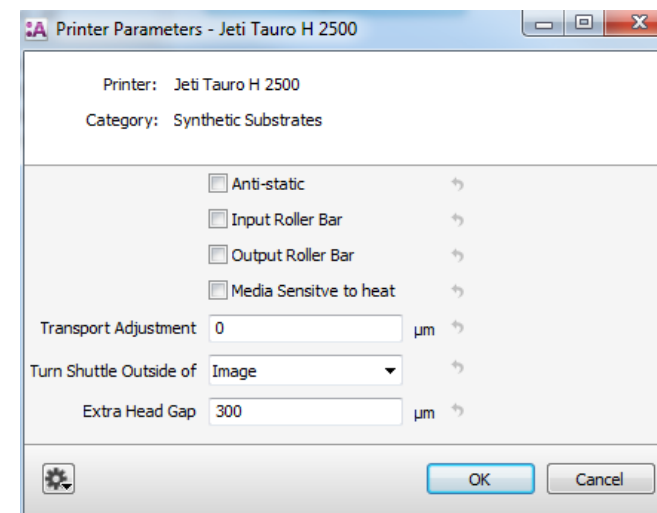 :A Printer Parameters - Jeti Tauro H 2500
Printer: Jeti Tauro H 2500
Category: Synthetic Substrates
Anti-static
Input Roller Bar
Output Roller Bar
Media Sensitve to heat
Transport Adjustment 0 µm
Turn Shuttle Outside of Image
Extra Head Gap 300 µm
OK Cancel